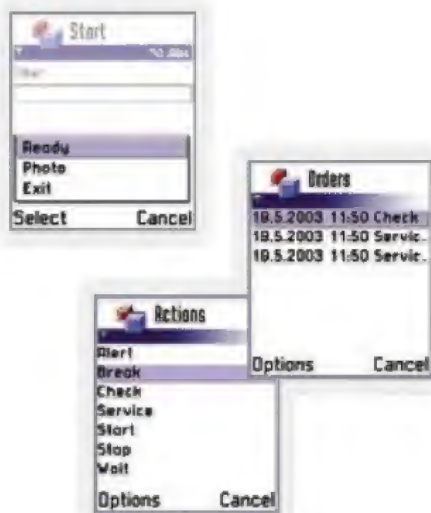 Start
Ready
Photo
Exit
Select Cancel
Orders
19.5.2003 11:50 Check
19.5.2003 11:50 Servic..
19.5.2003 11:50 Servic..
Options Cancel
Actions
Alert
Break
Check
Service
Start
Stop
Wait
Options Cancel